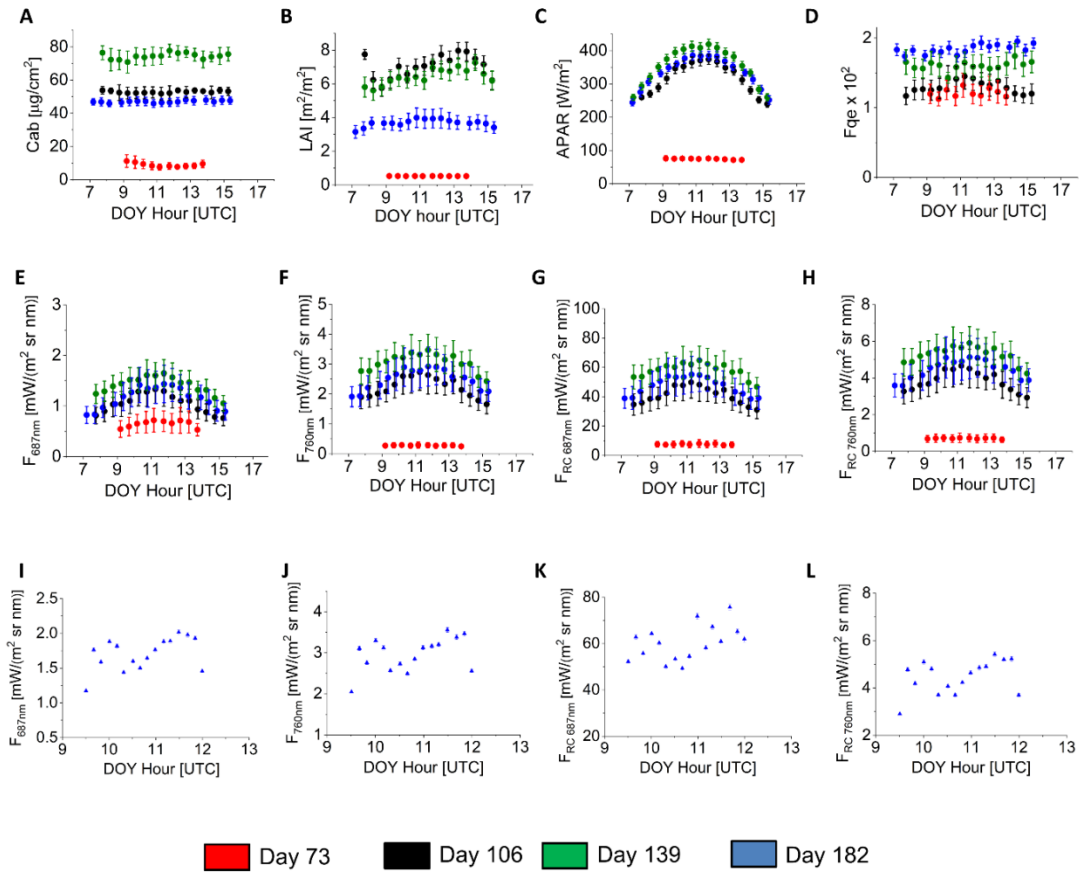 A
B
C
D
80
60
40
20
0
Cab [µg/cm²]
7 9 11 13 15 17
DOY Hour [UTC]
8
6
4
2
0
LAI [m²/m²]
7 9 11 13 15 17
DOY hour [UTC]
400
300
200
100
0
APAR [W/m²]
7 9 11 13 15 17
DOY Hour [UTC]
2
1
0
Fqe x 10²
7 9 11 13 15 17
DOY Hour [UTC]
E
F
G
H
3
2
1
0
F687nm [mW/(m² sr nm)]
7 9 11 13 15 17
DOY Hour [UTC]
5
4
3
2
1
0
F760nm [mW/(m² sr nm)]
7 9 11 13 15 17
DOY Hour [UTC]
100
80
60
40
20
0
FRC 687nm [mW/(m² sr nm)]
7 9 11 13 15 17
DOY Hour [UTC]
8
6
4
2
0
FRC 760nm [mW/(m² sr nm)]
7 9 11 13 15 17
DOY Hour [UTC]
I
J
K
L
2.5
2.0
1.5
1.0
0.5
F687nm [mW/(m² sr nm)]
9 10 11 12 13
DOY Hour [UTC]
4
3
2
1
F760nm [mW/(m² sr nm)]
9 10 11 12 13
DOY Hour [UTC]
80
60
40
20
FRC 687nm [mW/(m² sr nm)]
9 10 11 12 13
DOY Hour [UTC]
8
6
4
2
FRC 760nm [mW/(m² sr nm)]
9 10 11 12 13
DOY Hour [UTC]
Day 73 Day 106 Day 139 Day 182